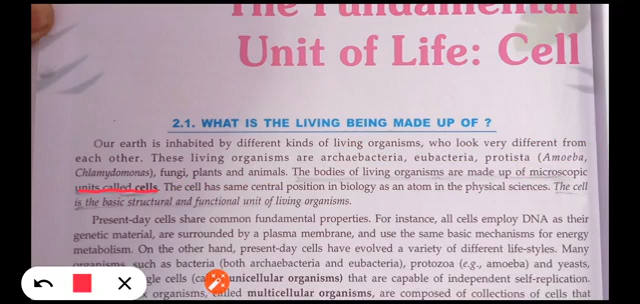 The Fundamental
Unit of Life: Cell
2.1. WHAT IS THE LIVING BEING MADE UP OF ?
Our earth is inhabited by different kinds of living organisms, who look very different from
each other. These living organisms are archaebacteria, eubacteria, protista (Amoeba,
Chlamydomonas), fungi, plants and animals. The bodies of living organisms are made up of microscopic
units called cells. The cell has same central position in biology as an atom in the physical sciences. The cell
is the basic structural and functional unit of living organisms.
Present-day cells share common fundamental properties. For instance, all cells employ DNA as their
genetic material, are surrounded by a plasma membrane, and use the same basic mechanisms for energy
metabolism. On the other hand, present-day cells have evolved a variety of different life-styles. Many
organisms, such as bacteria (both archaebacteria and eubacteria), protozoa (e.g., amoeba) and yeasts,
cells unicellular organisms) that are capable of independent self-replication.
organisms, called multicellular organisms, are composed of collections of cells that